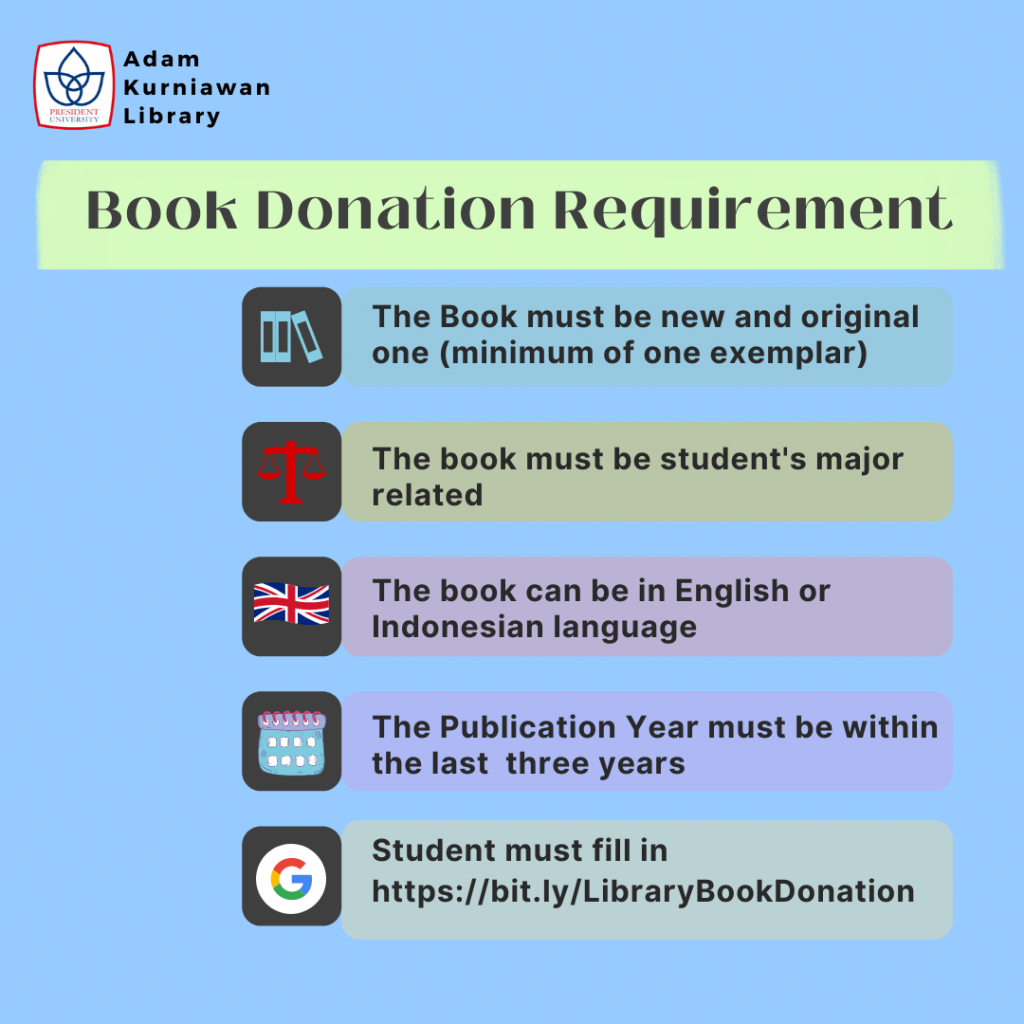 Adam
Kurniawan
Library
PRESIDENT
UNIVERSITY
Book Donation Requirement
The Book must be new and original
one (minimum of one exemplar)
The book must be student's major
related
The book can be in English or
Indonesian language
The Publication Year must be within
the last  three years
Student must fill in
https://bit.ly/LibraryBookDonation